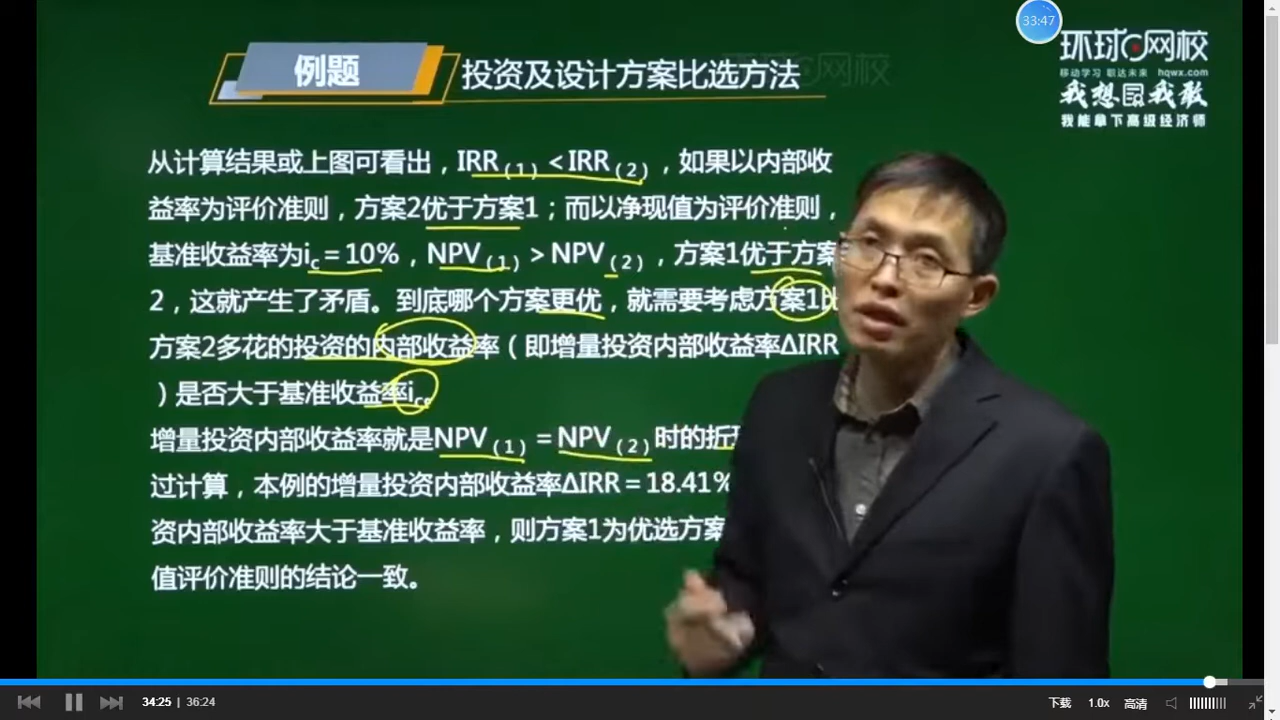 33:47
环球网校
移动学习 职达未来 hqwx.com
我想我敢
我能拿下高级经济师
例题
投资及设计方案比选方法
网校
从计算结果或上图可看出，IRR（1）<IRR（2），如果以内部收
益率为评价准则，方案2优于方案1；而以净现值为评价准则，
基准收益率为ic=10%，NPV（1）>NPV（2），方案1优于方案
2，这就产生了矛盾。到底哪个方案更优，就需要考虑方案1比
方案2多花的投资的内部收益率（即增量投资内部收益率ΔIRR
）是否大于基准收益率ic。
增量投资内部收益率就是NPV（1）=NPV（2）时的折
过计算，本例的增量投资内部收益率ΔIRR=18.41%
资内部收益率大于基准收益率，则方案1为优选方案
值评价准则的结论一致。
34:25 | 36:24
下载 1.0x 高清